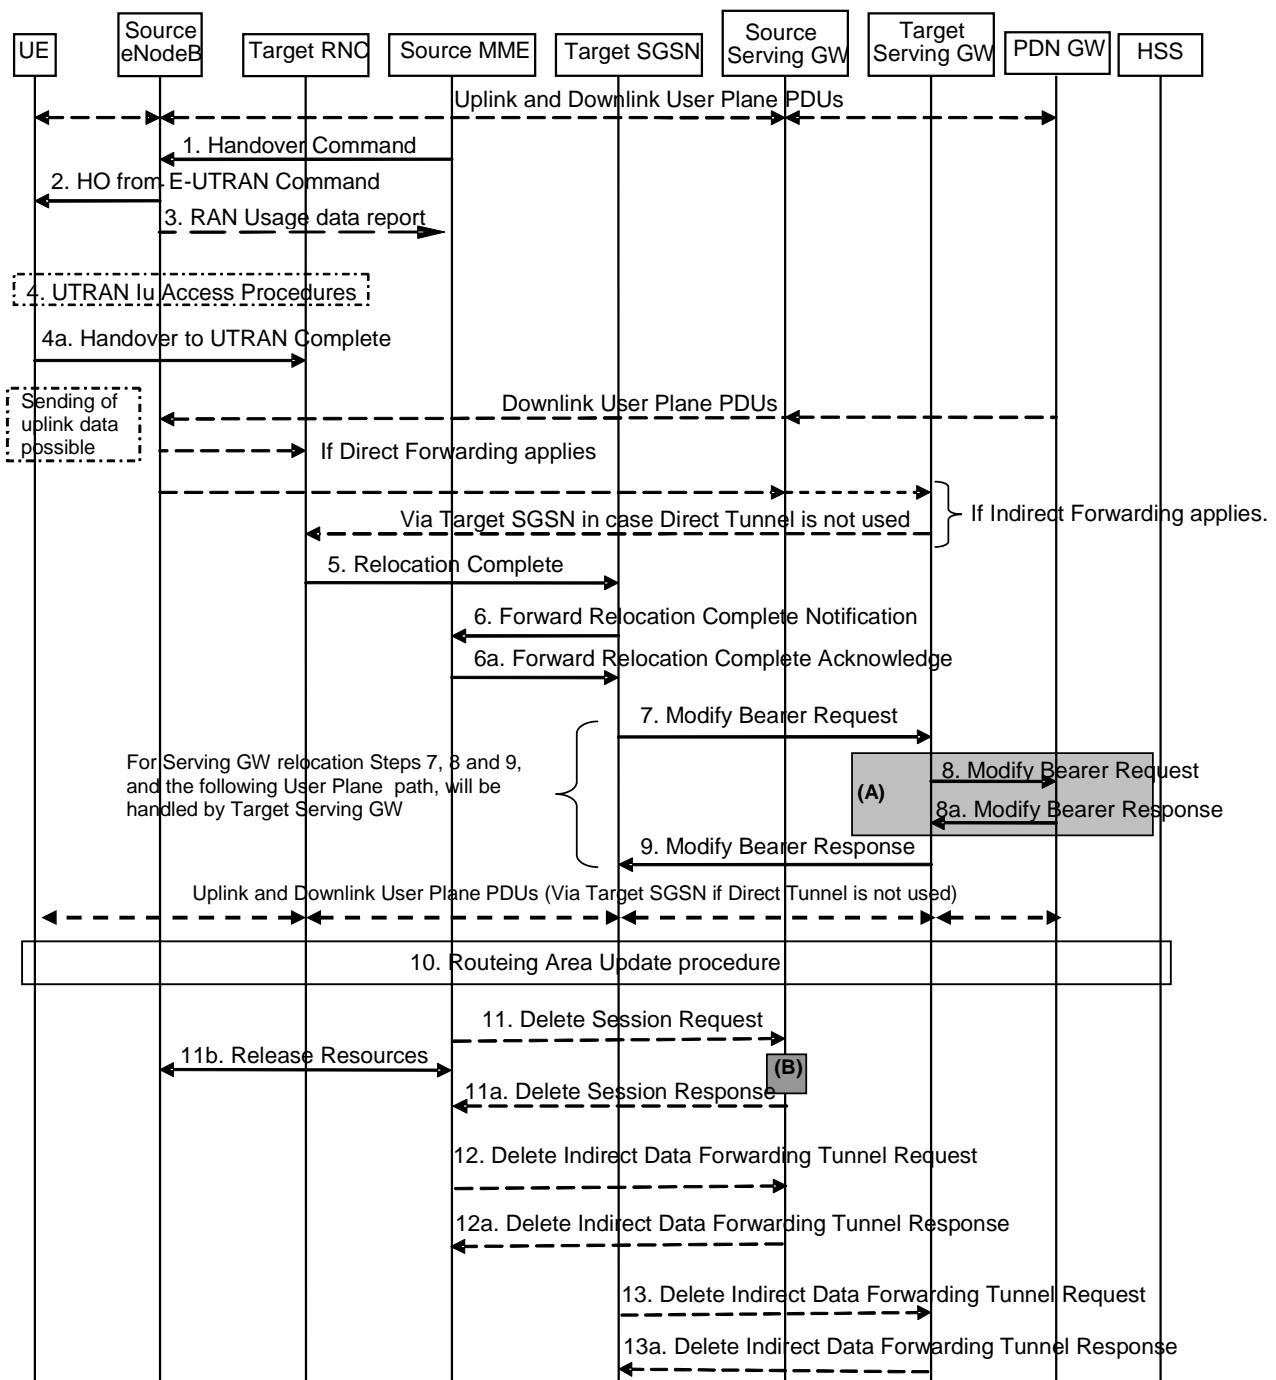 UE
Source
eNodeB
Target RNC
Source MME
Target SGSN
Source
Serving GW
Target
Serving GW
PDN GW
HSS
Uplink and Downlink User Plane PDUs
1. Handover Command
2. HO from E-UTRAN Command
3. RAN Usage data report
4. UTRAN Iu Access Procedures
4a. Handover to UTRAN Complete
Sending of
uplink data
possible
Downlink User Plane PDUs
If Direct Forwarding applies
Via Target SGSN in case Direct Tunnel is not used
If Indirect Forwarding applies.
5. Relocation Complete
6. Forward Relocation Complete Notification
6a. Forward Relocation Complete Acknowledge
7. Modify Bearer Request
For Serving GW relocation Steps 7, 8 and 9,
and the following User Plane path, will be
handled by Target Serving GW
(A)
8. Modify Bearer Request
8a. Modify Bearer Response
9. Modify Bearer Response
Uplink and Downlink User Plane PDUs (Via Target SGSN if Direct Tunnel is not used)
10. Routeing Area Update procedure
11. Delete Session Request
11b. Release Resources
(B)
11a. Delete Session Response
12. Delete Indirect Data Forwarding Tunnel Request
12a. Delete Indirect Data Forwarding Tunnel Response
13. Delete Indirect Data Forwarding Tunnel Request
13a. Delete Indirect Data Forwarding Tunnel Response